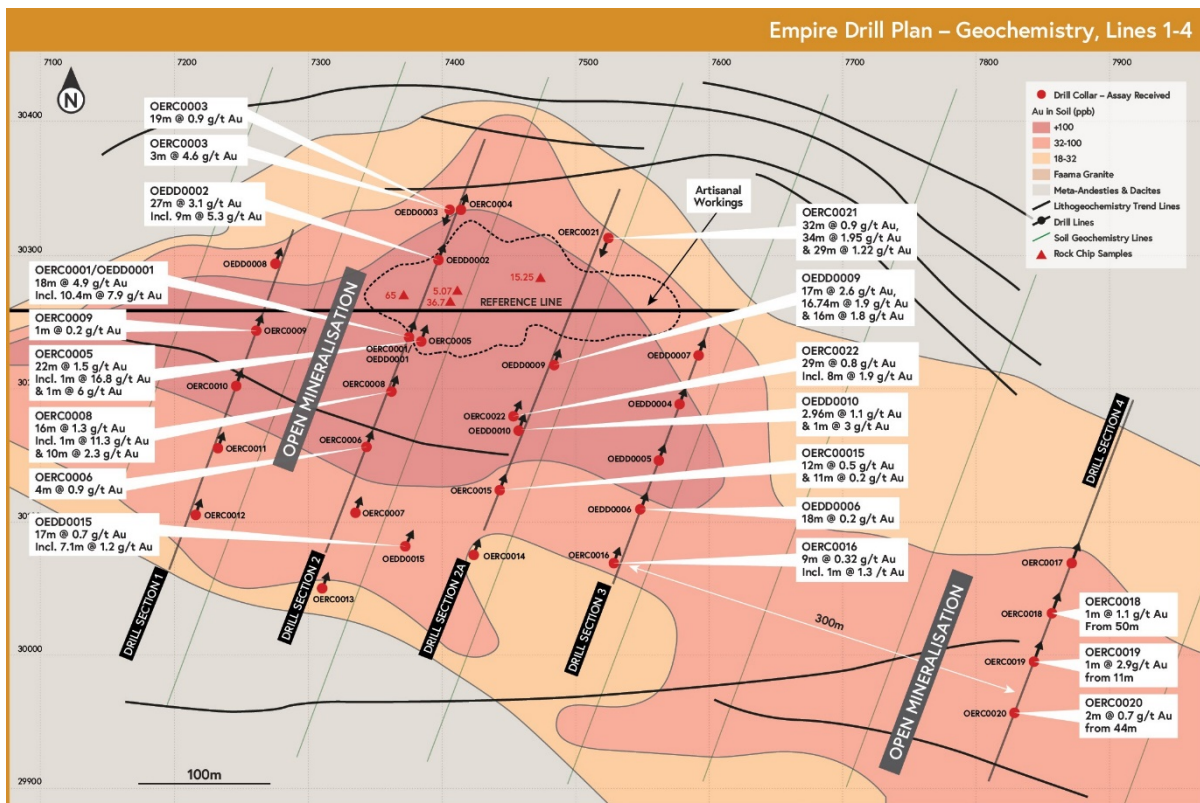 Empire Drill Plan – Geochemistry, Lines 1-4
7100
7200
7300
7400
7500
7600
7700
7800
7900
N
30400
30300
30000
29900
Drill Collar – Assay Received
Au in Soil (ppb)
+100
32-100
18-32
Faama Granite
Meta-Andesties & Dacites
Lithogeochemistry Trend Lines
Drill Lines
Soil Geochemistry Lines
Rock Chip Samples
OERC0003
19m @ 0.9 g/t Au
OERC0003
3m @ 4.6 g/t Au
OEDD0002
27m @ 3.1 g/t Au
Incl. 9m @ 5.3 g/t Au
OERC0001/OEDD0001
18m @ 4.9 g/t Au
Incl. 10.4m @ 7.9 g/t Au
OERC0009
1m @ 0.2 g/t Au
OERC0005
22m @ 1.5 g/t Au
Incl. 1m @ 16.8 g/t Au
& 1m @ 6 g/t Au
OERC0008
16m @ 1.3 g/t Au
Incl. 1m @ 11.3 g/t Au
& 10m @ 2.3 g/t Au
OERC0006
4m @ 0.9 g/t Au
OEDD0015
17m @ 0.7 g/t Au
Incl. 7.1m @ 1.2 g/t Au
Artisanal
Workings
OERC0021
32m @ 0.9 g/t Au,
34m @ 1.95 g/t Au
& 29m @ 1.22 g/t Au
OEDD0009
17m @ 2.6 g/t Au,
16.74m @ 1.9 g/t Au
& 16m @ 1.8 g/t Au
OERC0022
29m @ 0.8 g/t Au
Incl. 8m @ 1.9 g/t Au
OEDD0010
2.96m @ 1.1 g/t Au
& 1m @ 3 g/t Au
OERC00015
12m @ 0.5 g/t Au
& 11m @ 0.2 g/t Au
OEDD0006
18m @ 0.2 g/t Au
OERC0016
9m @ 0.32 g/t Au
Incl. 1m @ 1.3 /t Au
OERC0018
1m @ 1.1 g/t Au
From 50m
OERC0019
1m @ 2.9g/t Au
from 11m
OERC0020
2m @ 0.7 g/t Au
from 44m
OEDD0003
OERC0004
OERC0021
OEDD0008
OEDD0002
65
5.07
36.7
15.25
REFERENCE LINE
OERC0009
OERC0001/
OEDD0001
OERC0005
OEDD0007
OEDD0009
OERC0010
OERC0008
OEDD0004
OERC0022
OEDD0010
OERC0011
OERC0006
OEDD0005
OERC0015
OERC0012
OERC0007
OEDD0006
OEDD0015
OERC0014
OERC0016
OERC0013
OERC0017
OERC0018
OERC0019
OERC0020
OPEN MINERALISATION
OPEN MINERALISATION
DRILL SECTION 1
DRILL SECTION 2
DRILL SECTION 2A
DRILL SECTION 3
DRILL SECTION 4
300m
100m